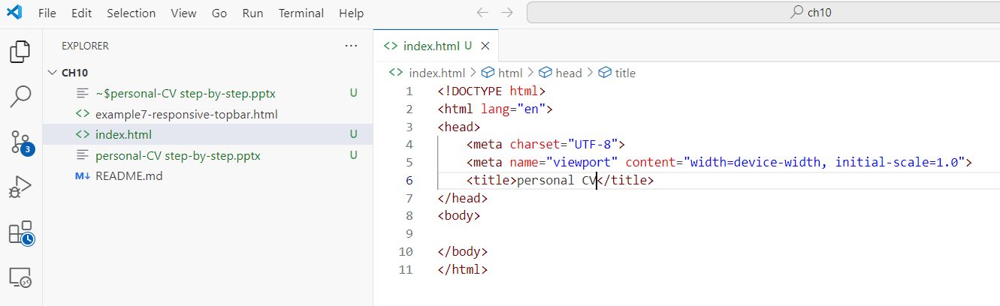 File Edit Selection View Go Run Terminal Help
ch10
EXPLORER ...
index.html U
CH10
index.html > html > head > title
~$personal-CV step-by-step.pptx U
example7-responsive-topbar.html
index.html U
personal-CV step-by-step.pptx U
README.md
3
1 <!DOCTYPE html>
2 <html lang="en">
3 <head>
4     <meta charset="UTF-8">
5     <meta name="viewport" content="width=device-width, initial-scale=1.0">
6     <title>personal CV</title>
7 </head>
8 <body>
9
10 </body>
11 </html>